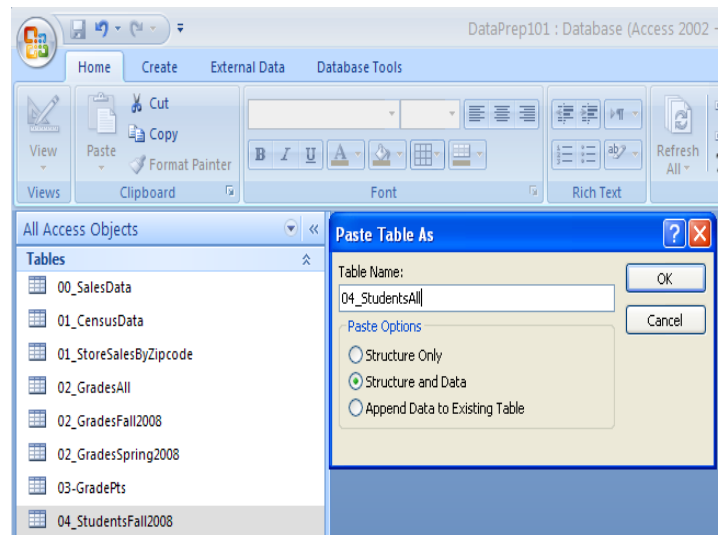 DataPrep101 : Database (Access 2002 -
Home Create External Data Database Tools
View
Views
Paste
Cut
Copy
Format Painter
Clipboard
B I U A
Font
ab
Rich Text
Refresh
All
All Access Objects
Tables
00_SalesData
01_CensusData
01_StoreSalesByZipcode
02_GradesAll
02_GradesFall2008
02_GradesSpring2008
03-GradePts
04_StudentsFall2008
Paste Table As
Table Name:
04_StudentsAll
OK
Cancel
Paste Options
Structure Only
Structure and Data
Append Data to Existing Table